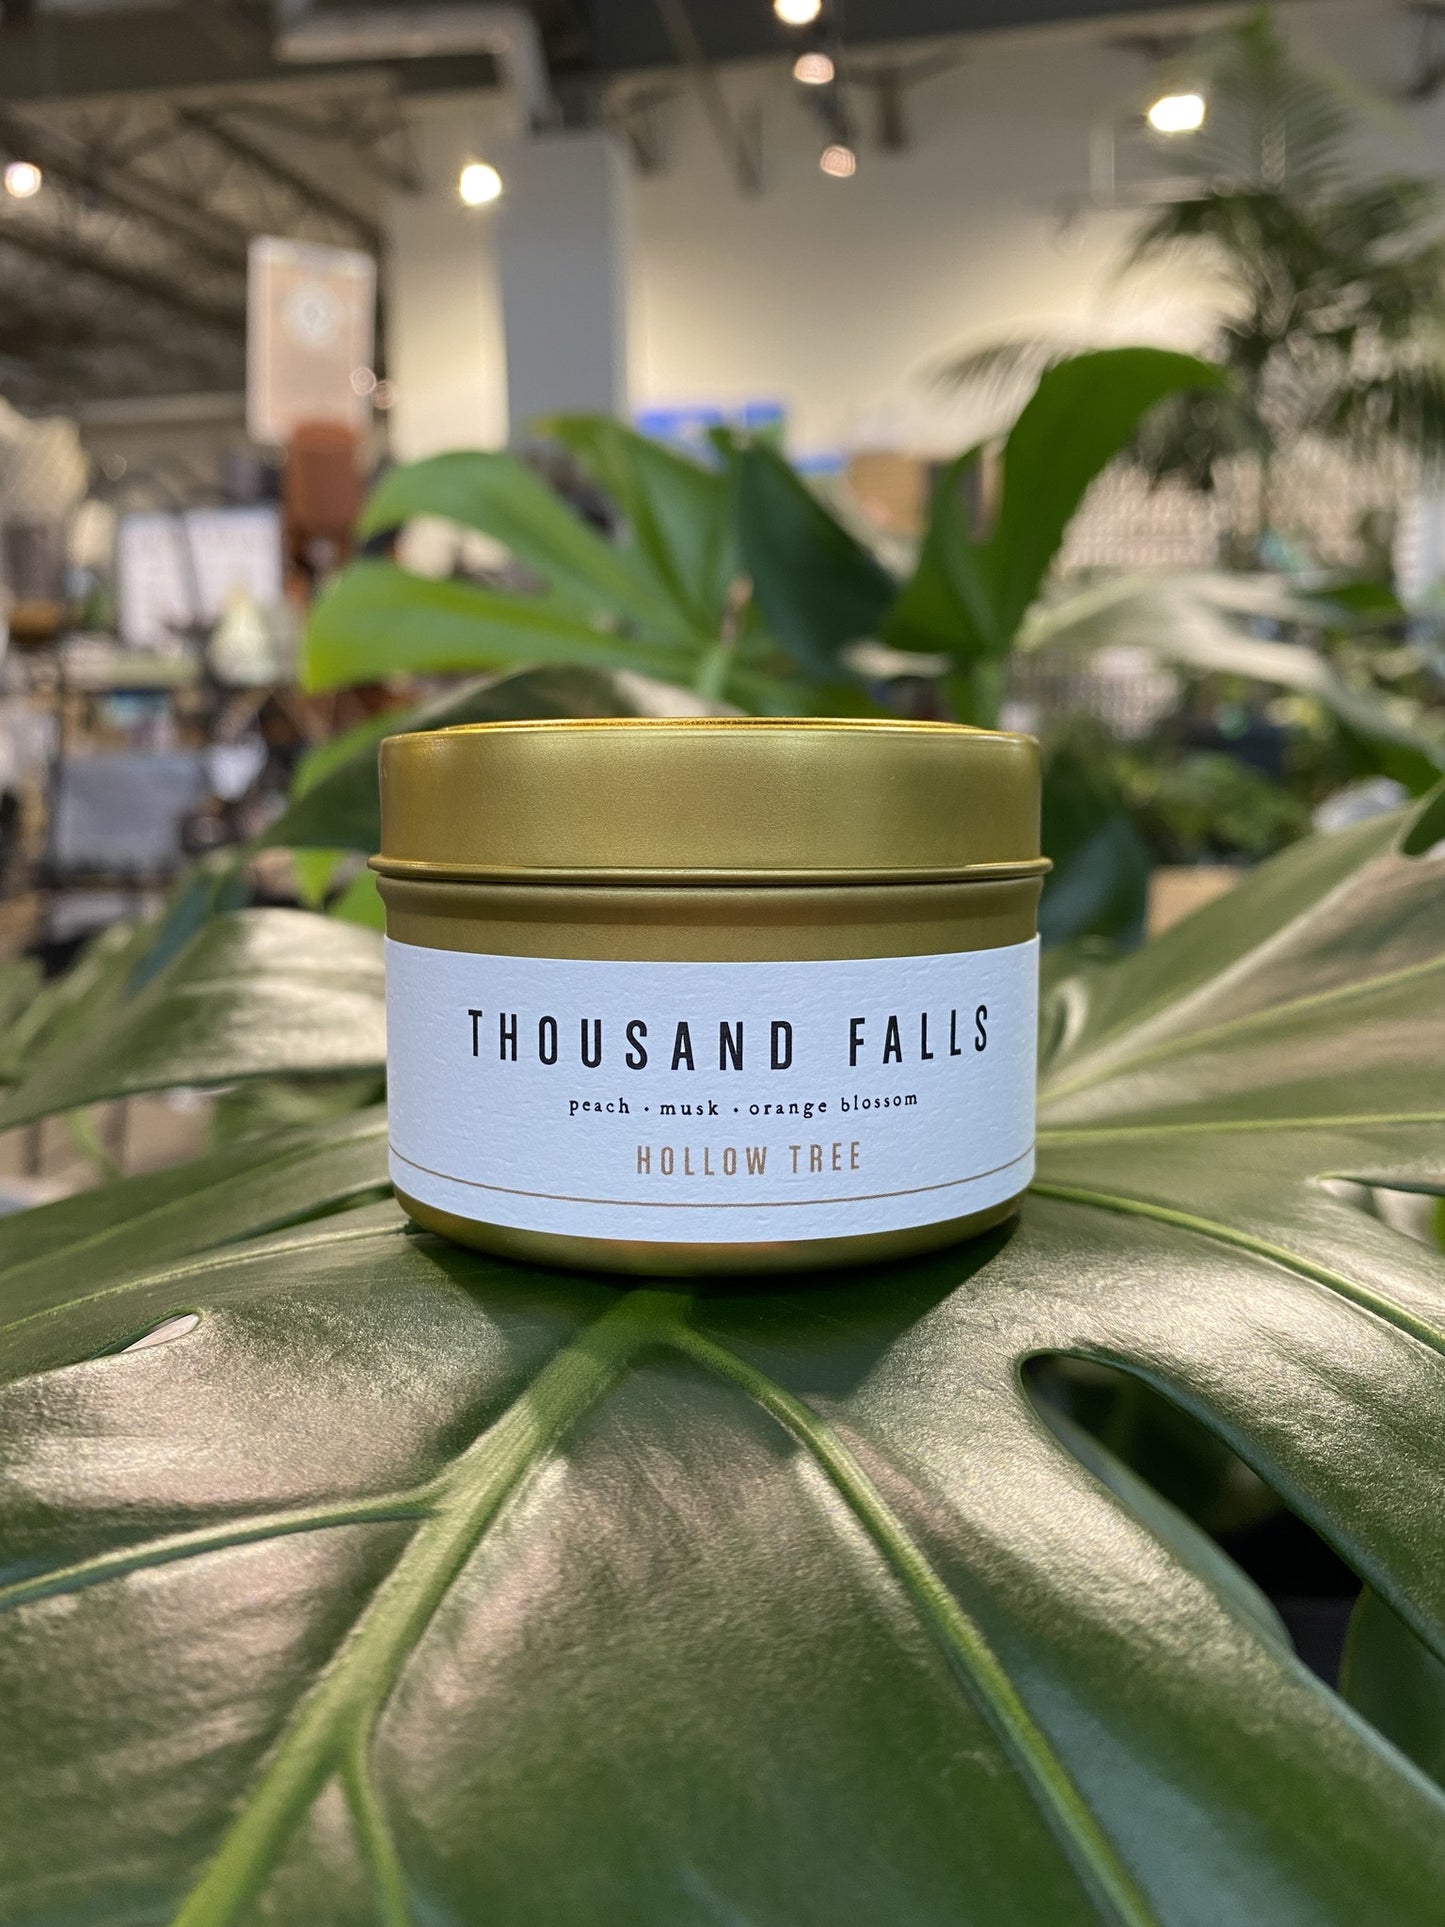 THOUSAND FALLS
peach • musk • orange blossom
HOLLOW TREE